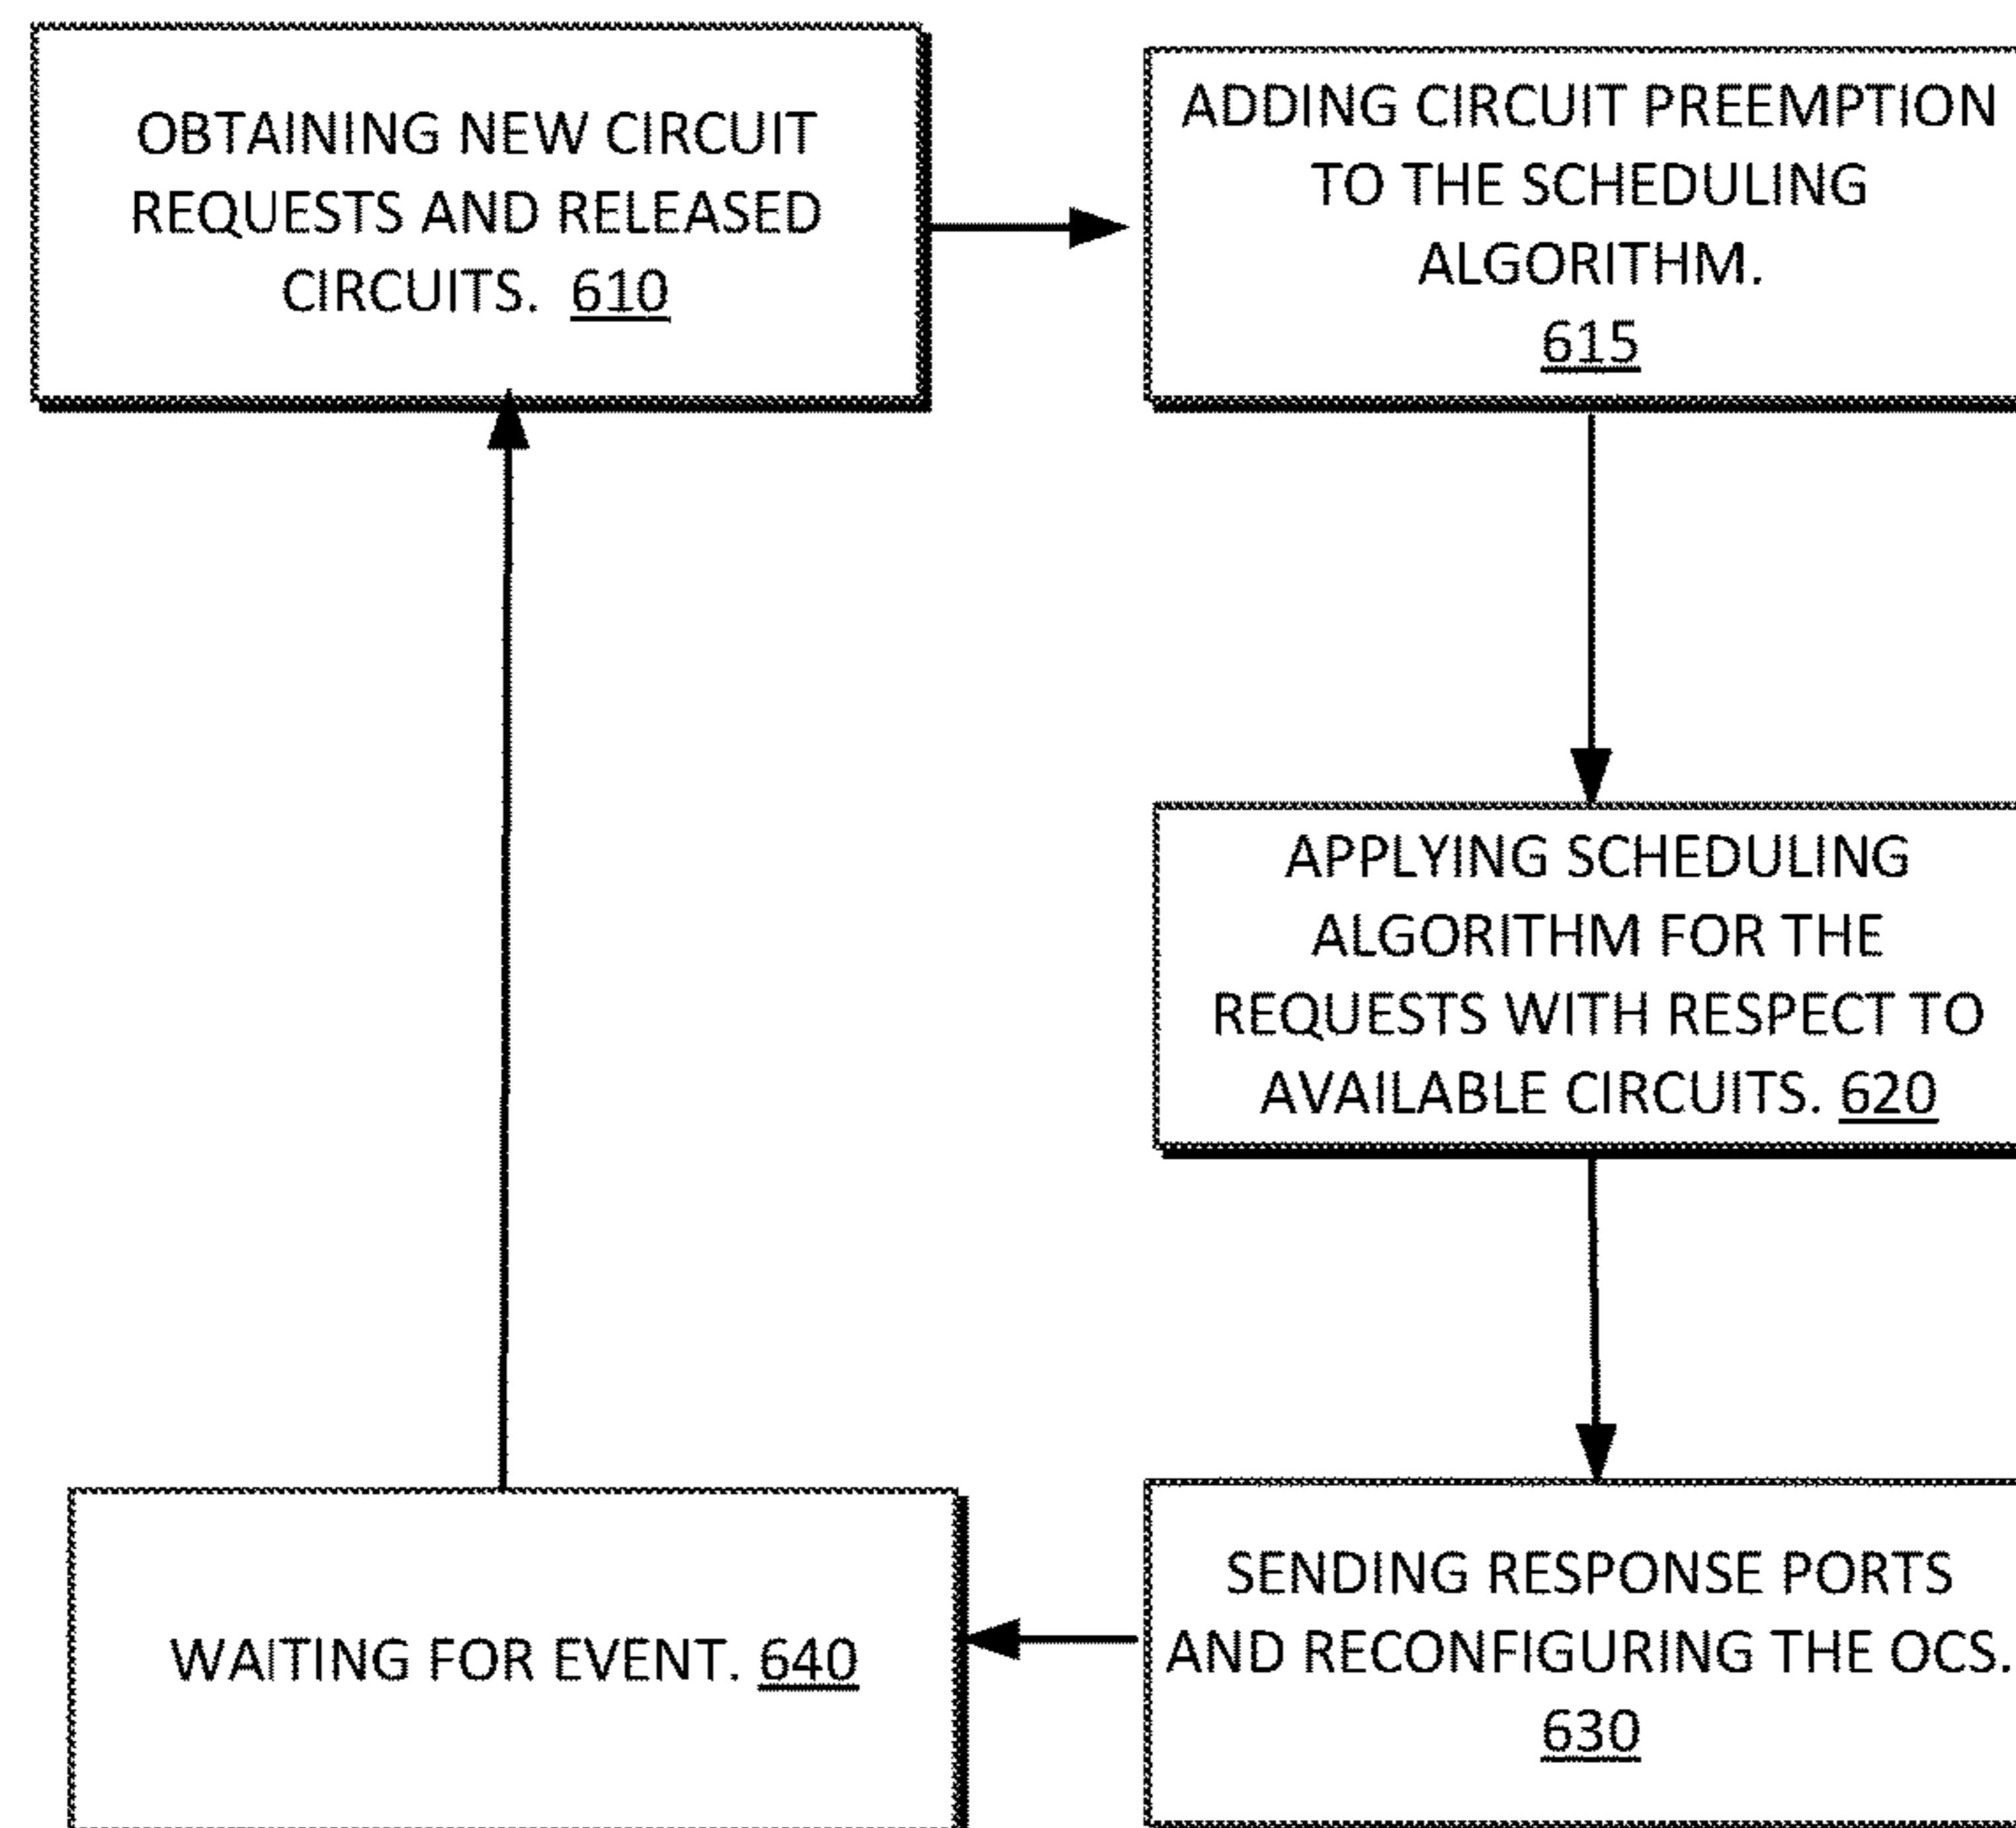 OBTAINING NEW CIRCUIT
REQUESTS AND RELEASED
CIRCUITS. 610
ADDING CIRCUIT PREEMPTION
TO THE SCHEDULING
ALGORITHM.
615
APPLYING SCHEDULING
ALGORITHM FOR THE
REQUESTS WITH RESPECT TO
AVAILABLE CIRCUITS. 620
SENDING RESPONSE PORTS
AND RECONFIGURING THE OCS.
630
WAITING FOR EVENT. 640